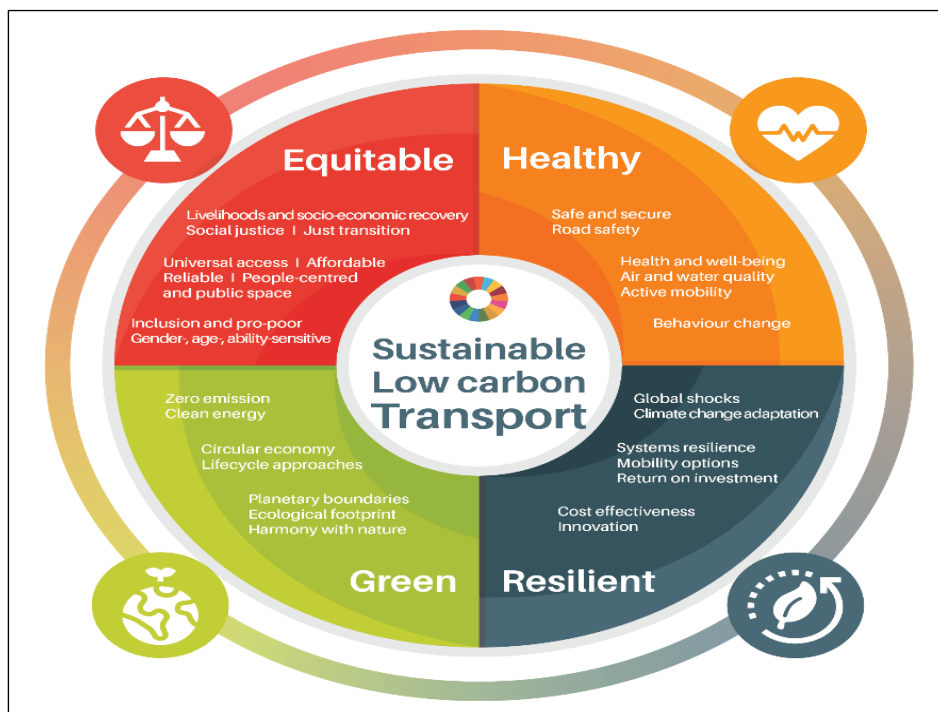 Equitable
Livelihoods and socio-economic recovery
Social justice | Just transition
Universal access | Affordable
Reliable | People-centred
and public space
Inclusion and pro-poor
Gender-, age-, ability-sensitive
Healthy
Safe and secure
Road safety
Health and well-being
Air and water quality
Active mobility
Behaviour change
Sustainable
Low carbon
Transport
Zero emission
Clean energy
Circular economy
Lifecycle approaches
Planetary boundaries
Ecological footprint
Harmony with nature
Green
Global shocks
Climate change adaptation
Systems resilience
Mobility options
Return on investment
Cost effectiveness
Innovation
Resilient